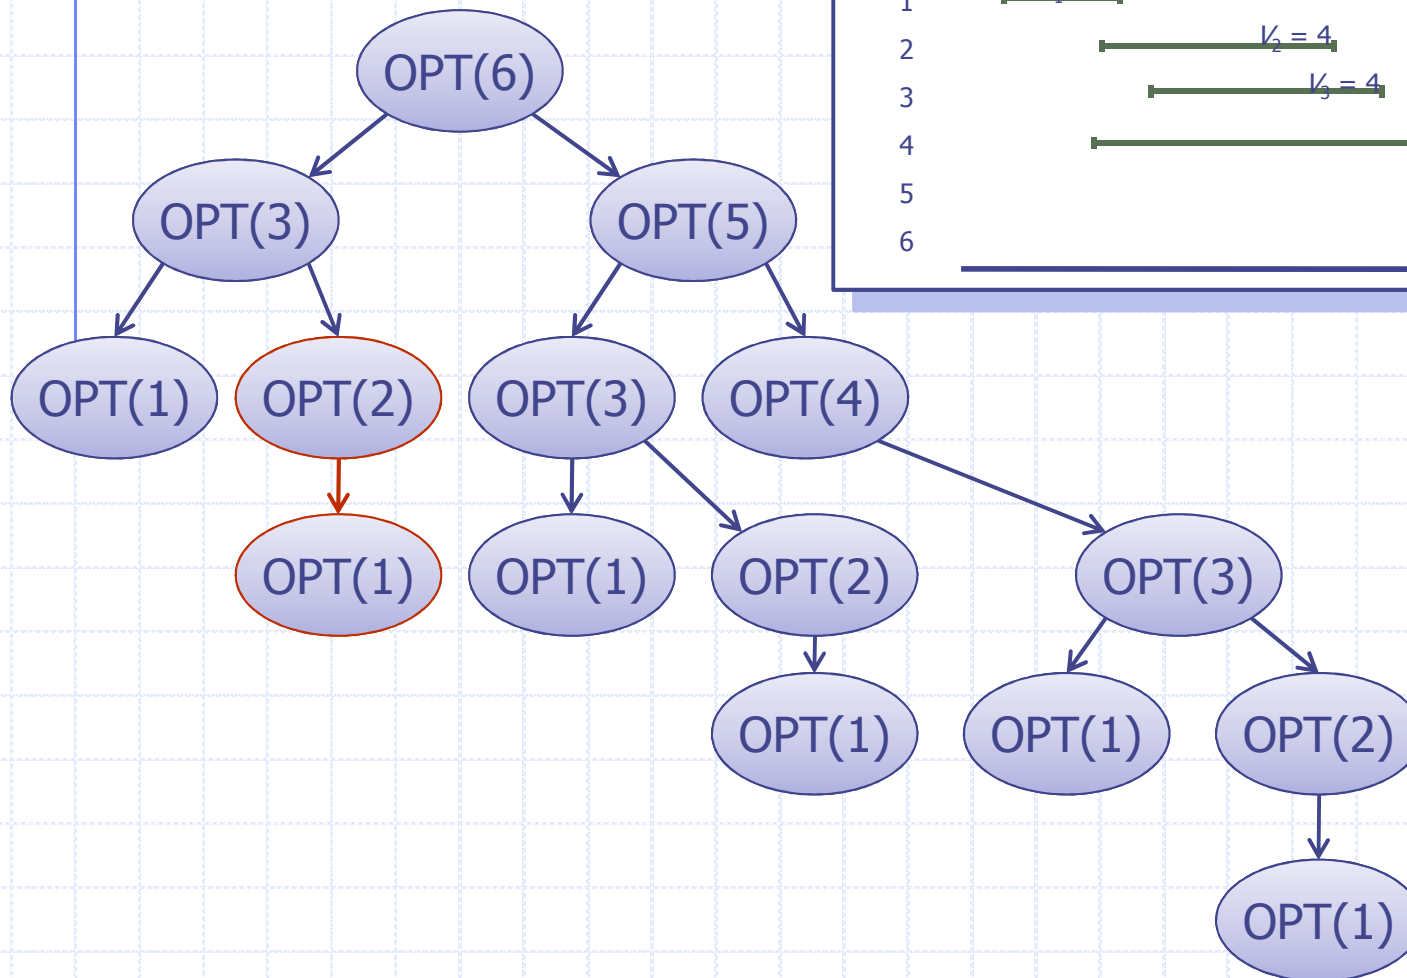 1
2
V2 = 4
3
V3 = 4
4
5
6
OPT(6)
OPT(3) OPT(5)
OPT(1) OPT(2) OPT(3) OPT(4)
OPT(1) OPT(1) OPT(2) OPT(3)
OPT(1) OPT(1) OPT(2)
OPT(1)